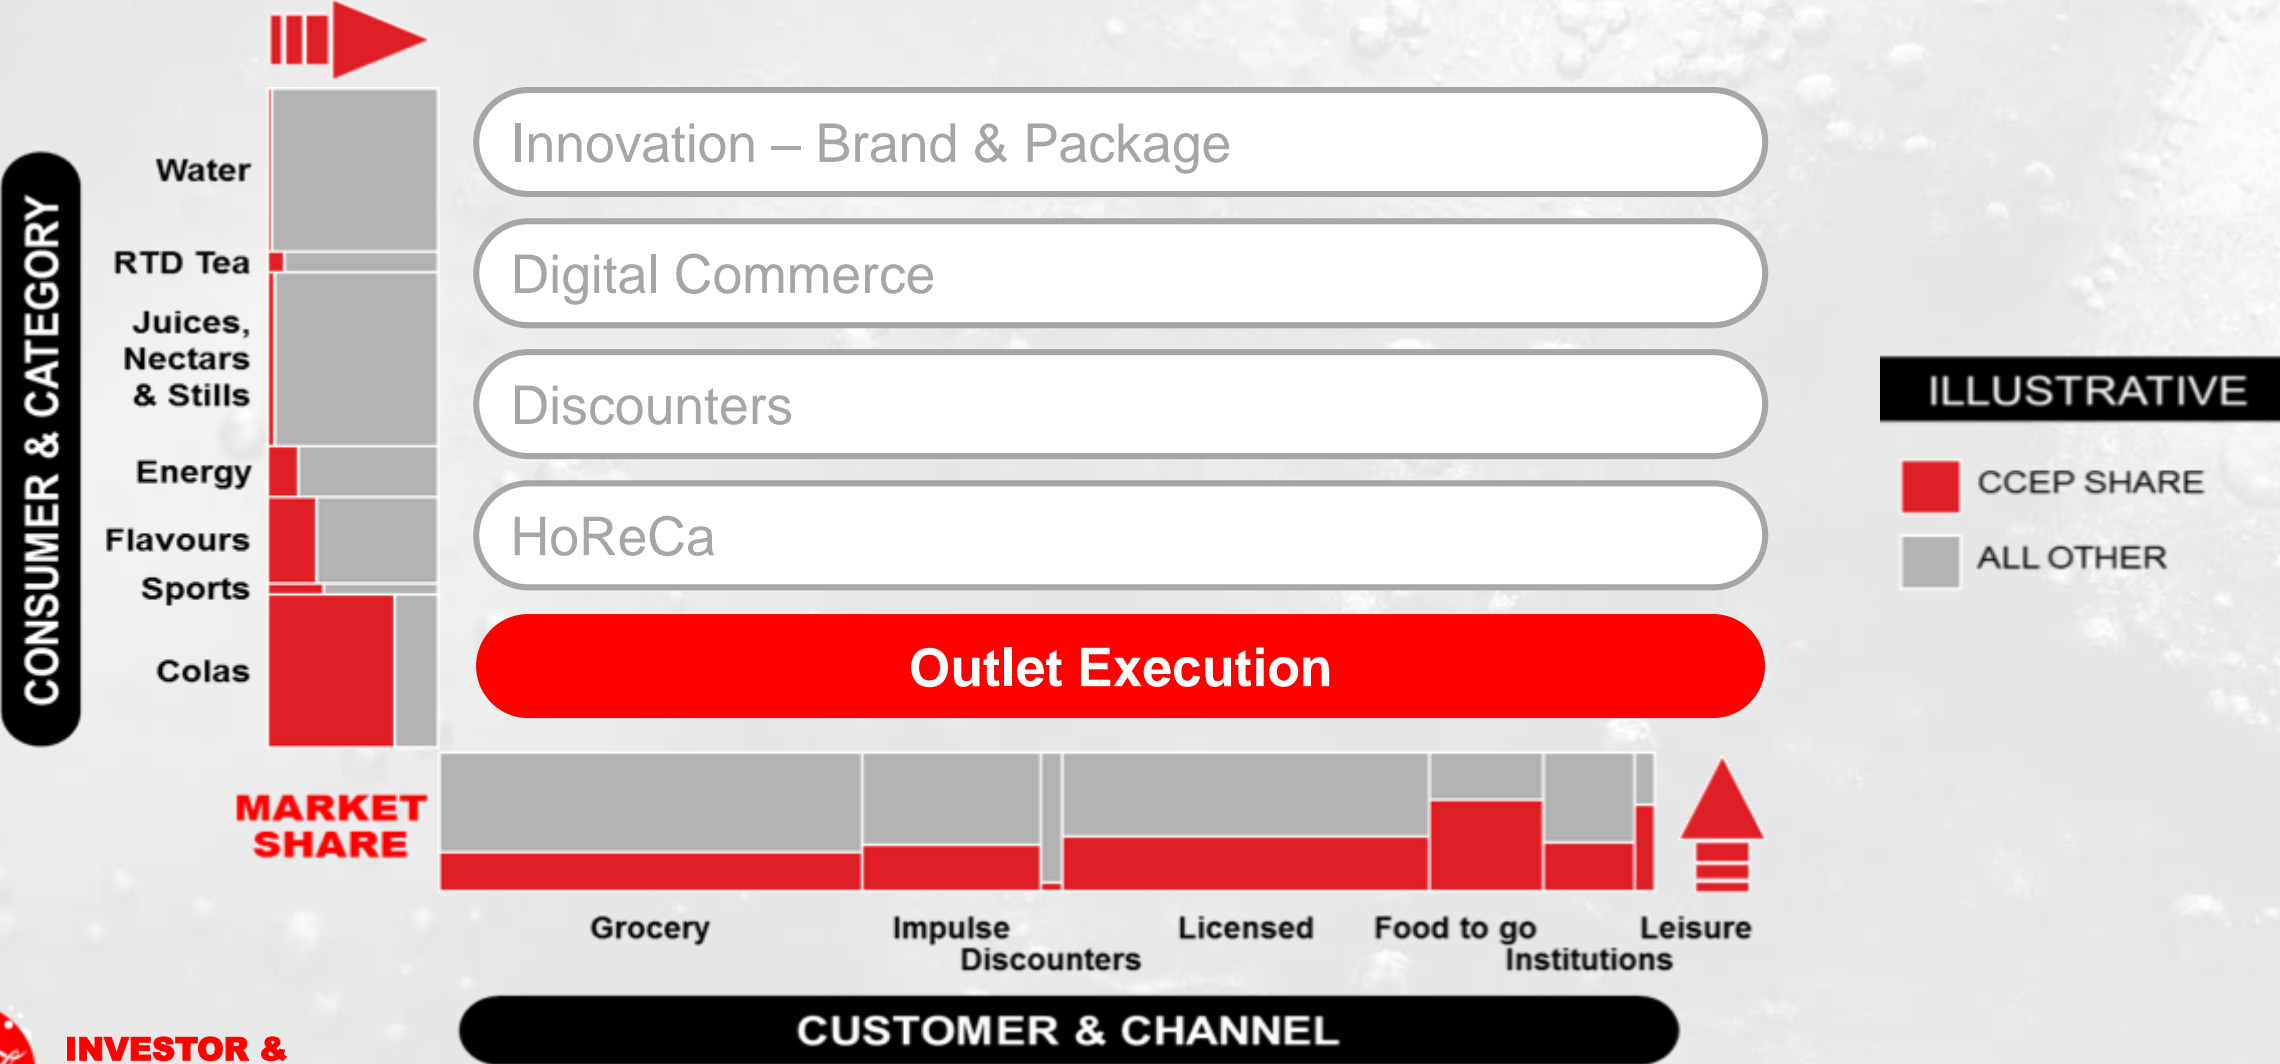 CONSUMER & CATEGORY
Water
RTD Tea
Juices,
Nectars
& Stills
Energy
Flavours
Sports
Colas
Innovation – Brand & Package
Digital Commerce
Discounters
HoReCa
Outlet Execution
ILLUSTRATIVE
CCEP SHARE
ALL OTHER
MARKET
SHARE
Grocery
Impulse
Discounters
Licensed
Food to go
Institutions
Leisure
CUSTOMER & CHANNEL
INVESTOR &